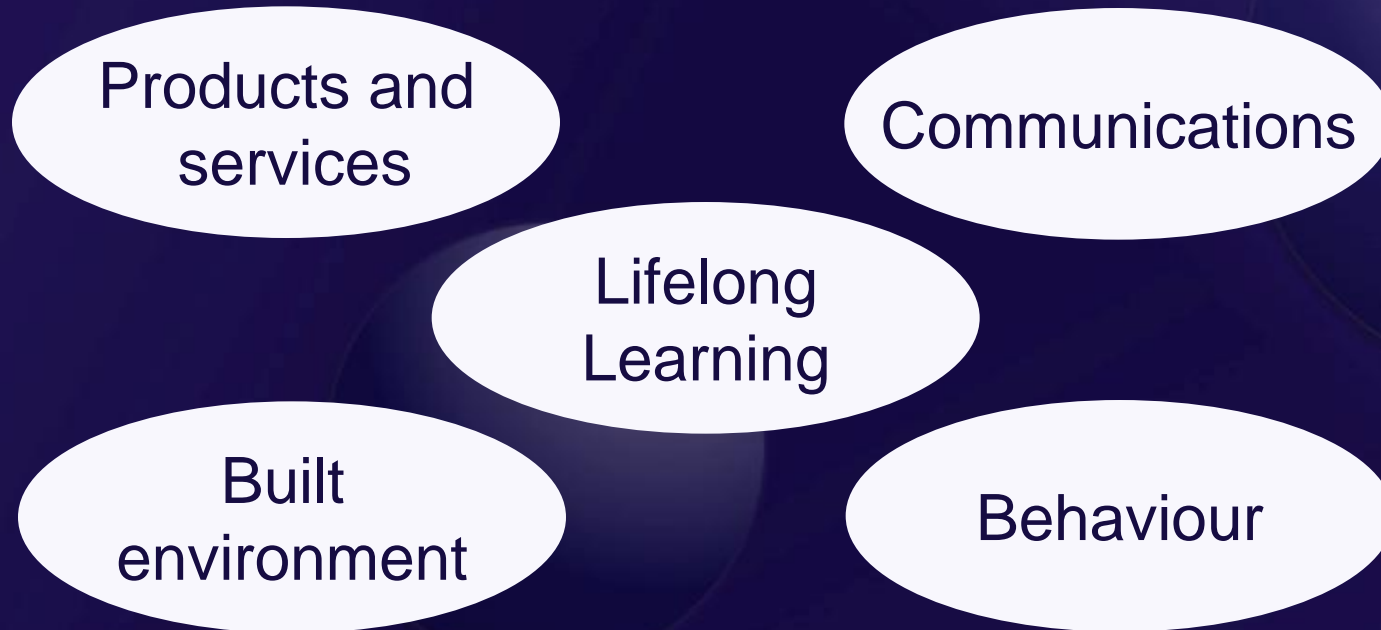 Products and
services
Communications
Lifelong
Learning
Built
environment
Behaviour